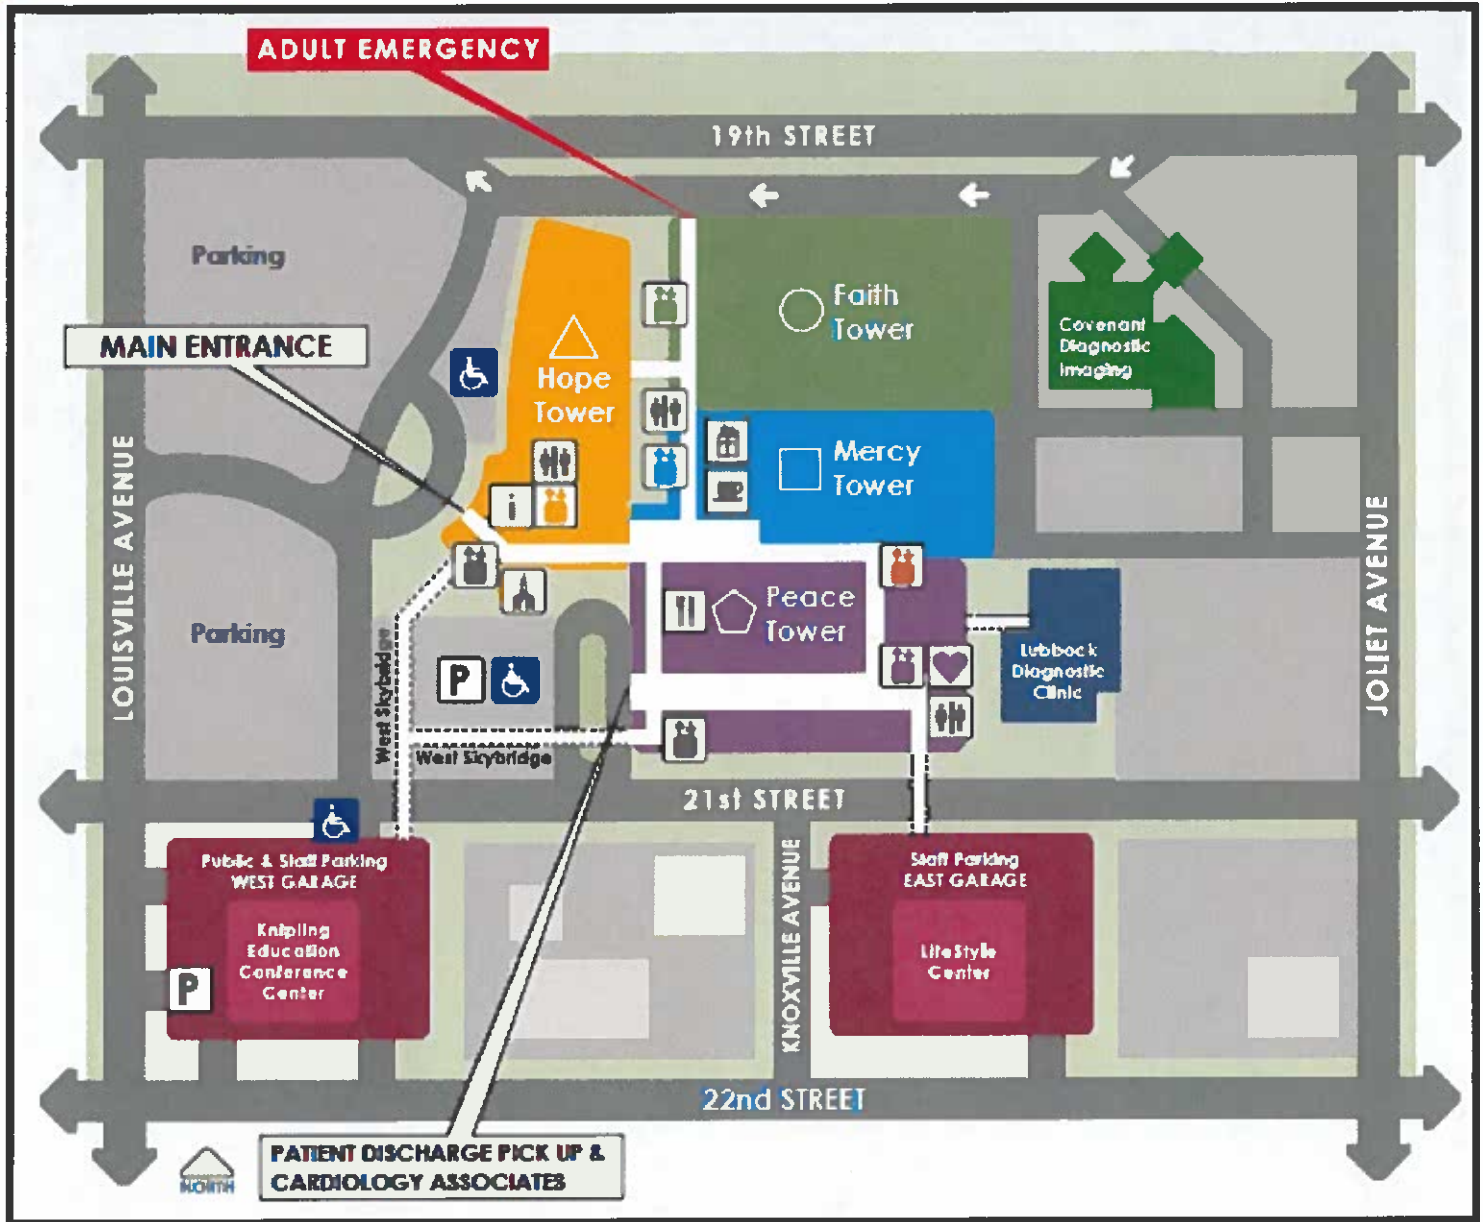 ADULT EMERGENCY
19th STREET
Parking
Faith
Tower
Covenant
Diagnostic
Imaging
MAIN ENTRANCE
Hope
Tower
Mercy
Tower
i
LOUISVILLE AVENUE
JOLIET AVENUE
Peace
Tower
Parking
P
Lubbock
Diagnostic
Clinic
West Skybridge
West Skybridge
21st STREET
Public & Staff Parking
WEST GARAGE
Knipling
Education
Conference
Center
P
KNOXVILLE AVENUE
Staff Parking
EAST GARAGE
LifeStyle
Center
22nd STREET
NORTH
PATIENT DISCHARGE PICK UP &
CARDIOLOGY ASSOCIATES